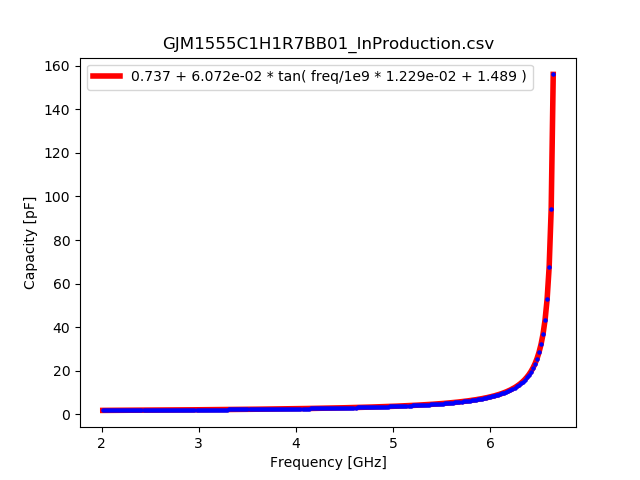 GJM1555C1H1R7BB01_InProduction.csv
0.737 + 6.072e-02 * tan( freq/1e9 * 1.229e-02 + 1.489 )
160
140
120
100
80
60
40
20
0
Capacity [pF]
2 3 4 5 6
Frequency [GHz]